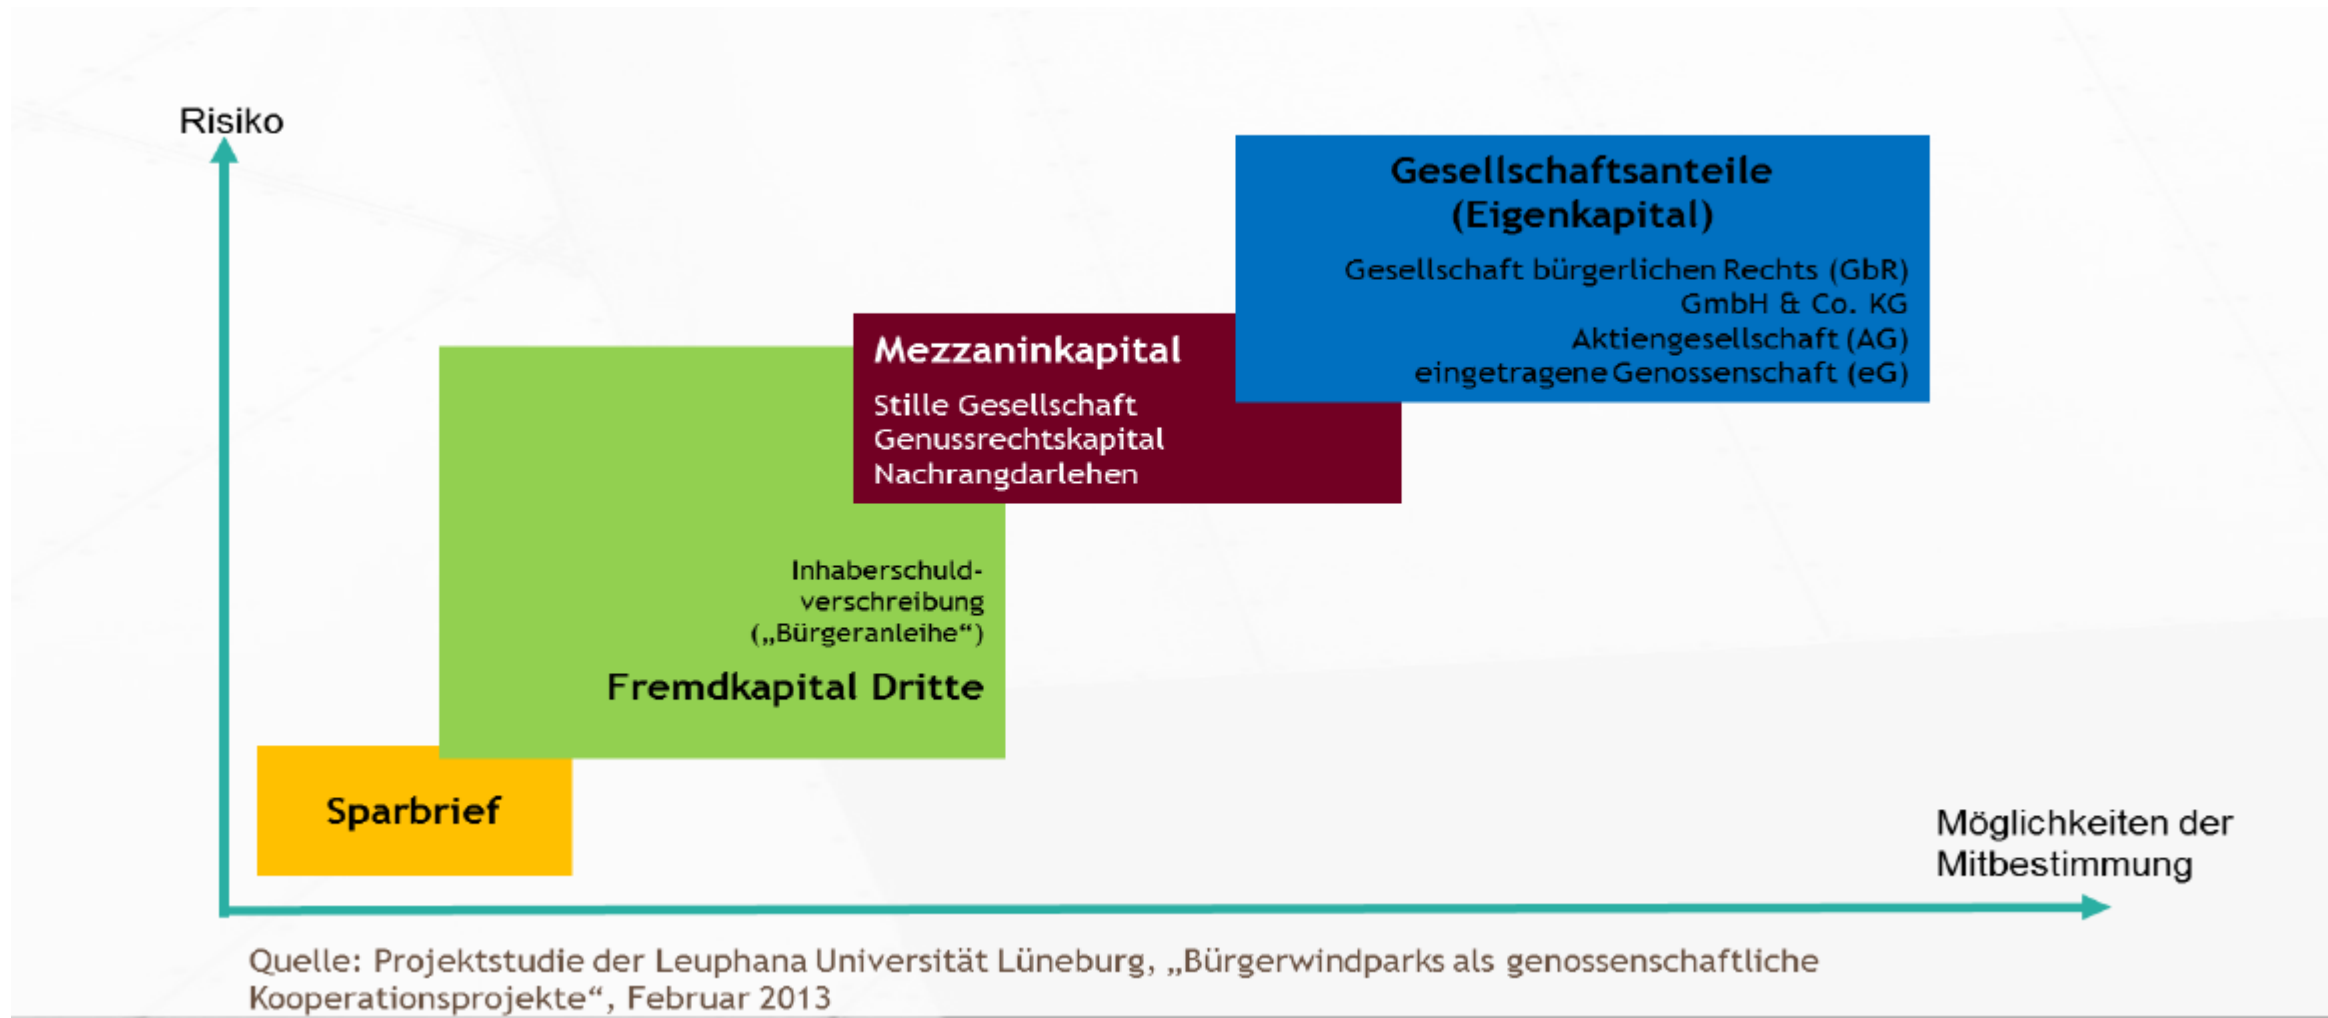 Risiko
Gesellschaftsanteile
(Eigenkapital)
Gesellschaft bürgerlichen Rechts (GbR)
GmbH & Co. KG
Aktiengesellschaft (AG)
eingetragene Genossenschaft (eG)
Mezzaninkapital
Stille Gesellschaft
Genussrechtskapital
Nachrangdarlehen
Inhaberschuld-
verschreibung
(„Bürgeranleihe“)
Fremdkapital Dritte
Sparbrief
Möglichkeiten der
Mitbestimmung
Quelle: Projektstudie der Leuphana Universität Lüneburg, „Bürgerwindparks als genossenschaftliche
Kooperationsprojekte“, Februar 2013